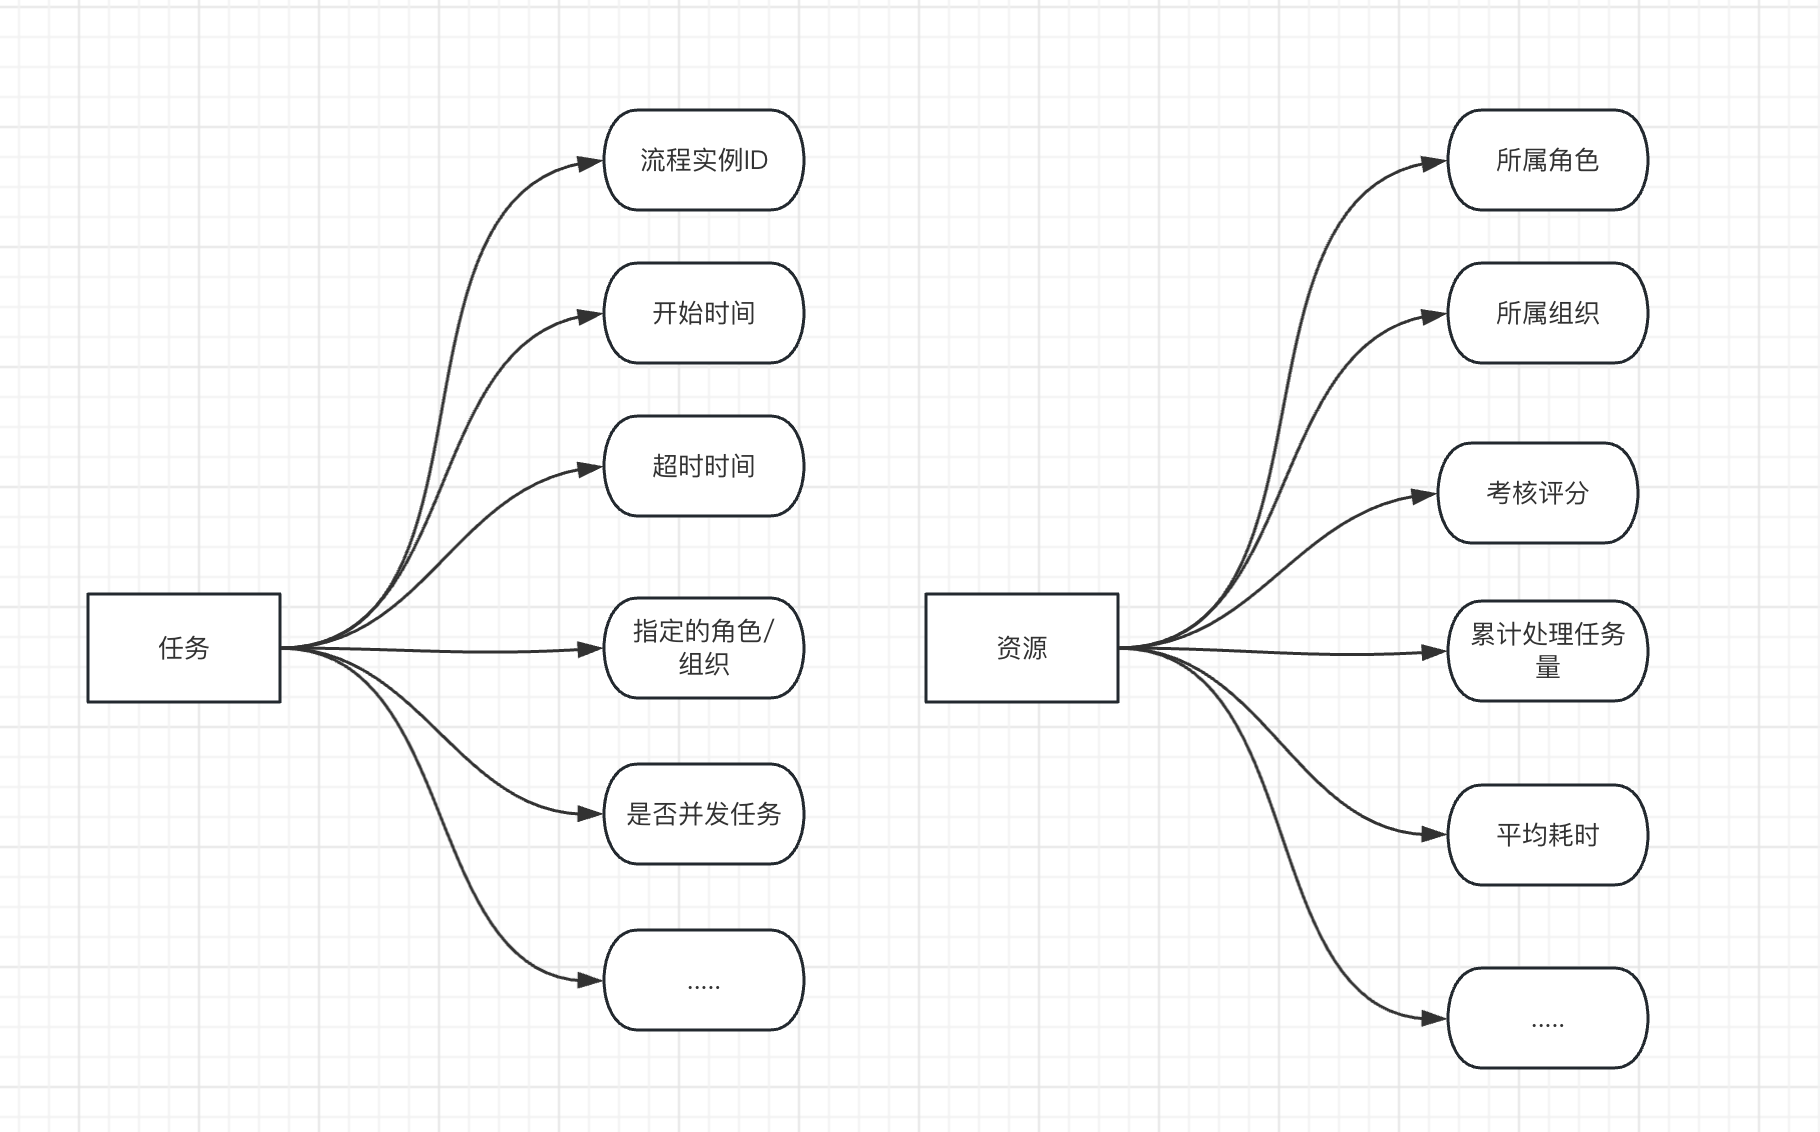 任务
流程实例ID
开始时间
超时时间
指定的角色/
组织
是否并发任务
.....
资源
所属角色
所属组织
考核评分
累计处理任务
量
平均耗时
.....